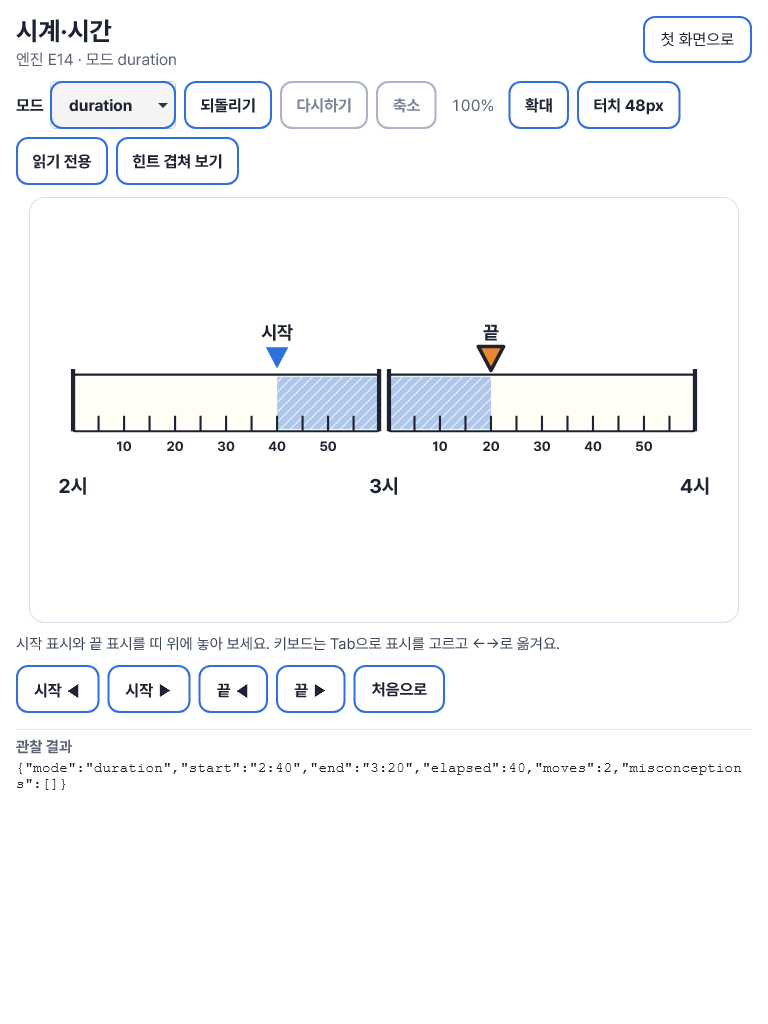 시계·시간
엔진 E14 · 모드 duration
첫 화면으로
모드 duration 되돌리기 다시하기 축소 100% 확대 터치 48px
읽기 전용 힌트 겹쳐 보기
시작 끝
10 20 30 40 50 10 20 30 40 50
2시 3시 4시
시작 표시와 끝 표시를 띠 위에 놓아 보세요. 키보드는 Tab으로 표시를 고르고 ←→로 옮겨요.
시작 ◀ 시작 ▶ 끝 ◀ 끝 ▶ 처음으로
관찰 결과
{"mode":"duration","start":"2:40","end":"3:20","elapsed":40,"moves":2,"misconception
s":[]}